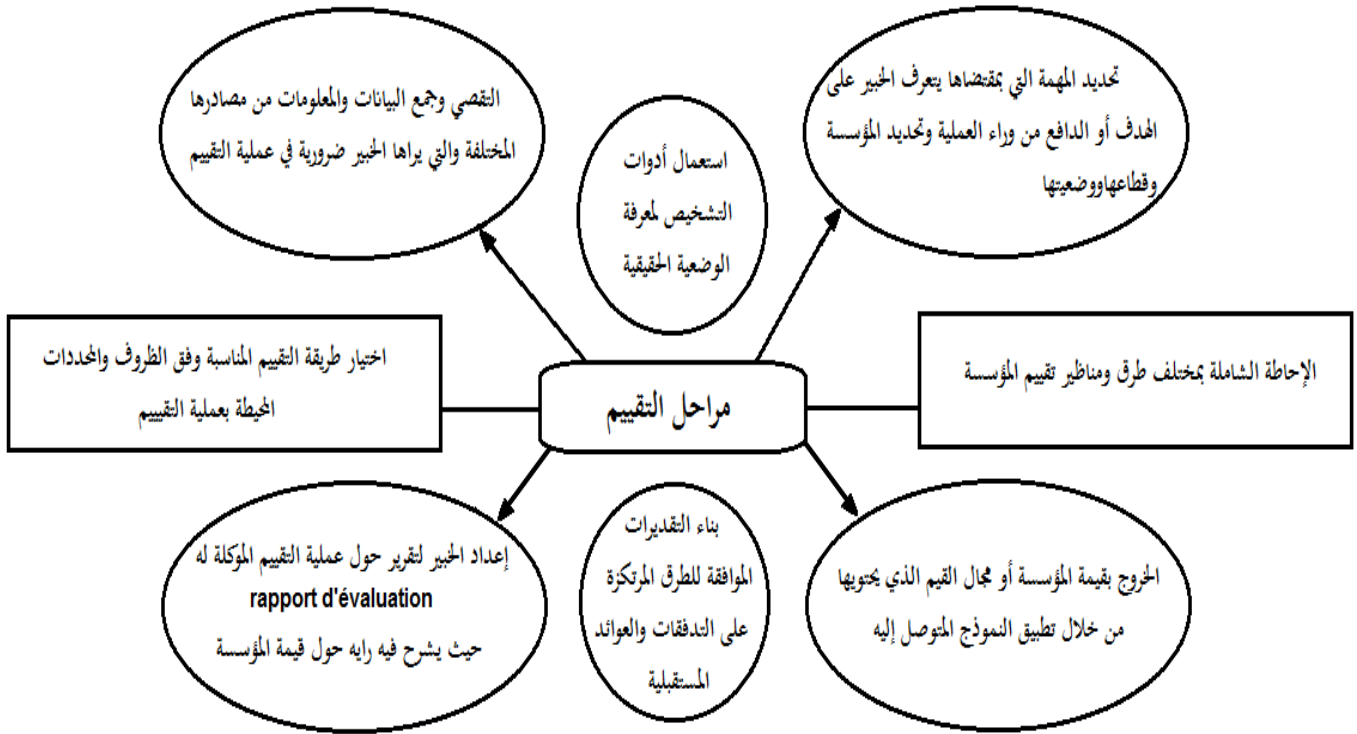 تحديد المهمة التي بمقتضاها يتعرف الخبير على
الهدف أو الدافع من وراء العملية وتحديد المؤسسة
وقطاعهاووضعيتها
استعمال أدوات
التشخيص لمعرفة
الوضعية الحقيقية
التقصي وجمع البيانات والمعلومات من مصادرها
المختلفة والتي يراها الخبير ضرورية في عملية التقييم
الإحاطة الشاملة بمختلف طرق ومناظير تقييم المؤسسة
مراحل التقييم
اختيار طريقة التقييم المناسبة وفق الظروف والمحددات
المحيطة بعملية التقيييم
الخروج بقيمة المؤسسة أو مجال القيم الذي يحتويها
من خلال تطبيق النموذج المتوصل إليه
بناء التقديرات
الموافقة للطرق المرتكزة
على التدفقات والعوائد
المستقبلية
إعداد الخبير لتقرير حول عملية التقييم الموكلة له
rapport d'évaluation
حيث يشرح فيه رايه حول قيمة المؤسسة